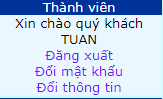 Thành viên
Xin chào quý khách
TUAN
Đăng xuất
Đổi mật khẩu
Đổi thông tin